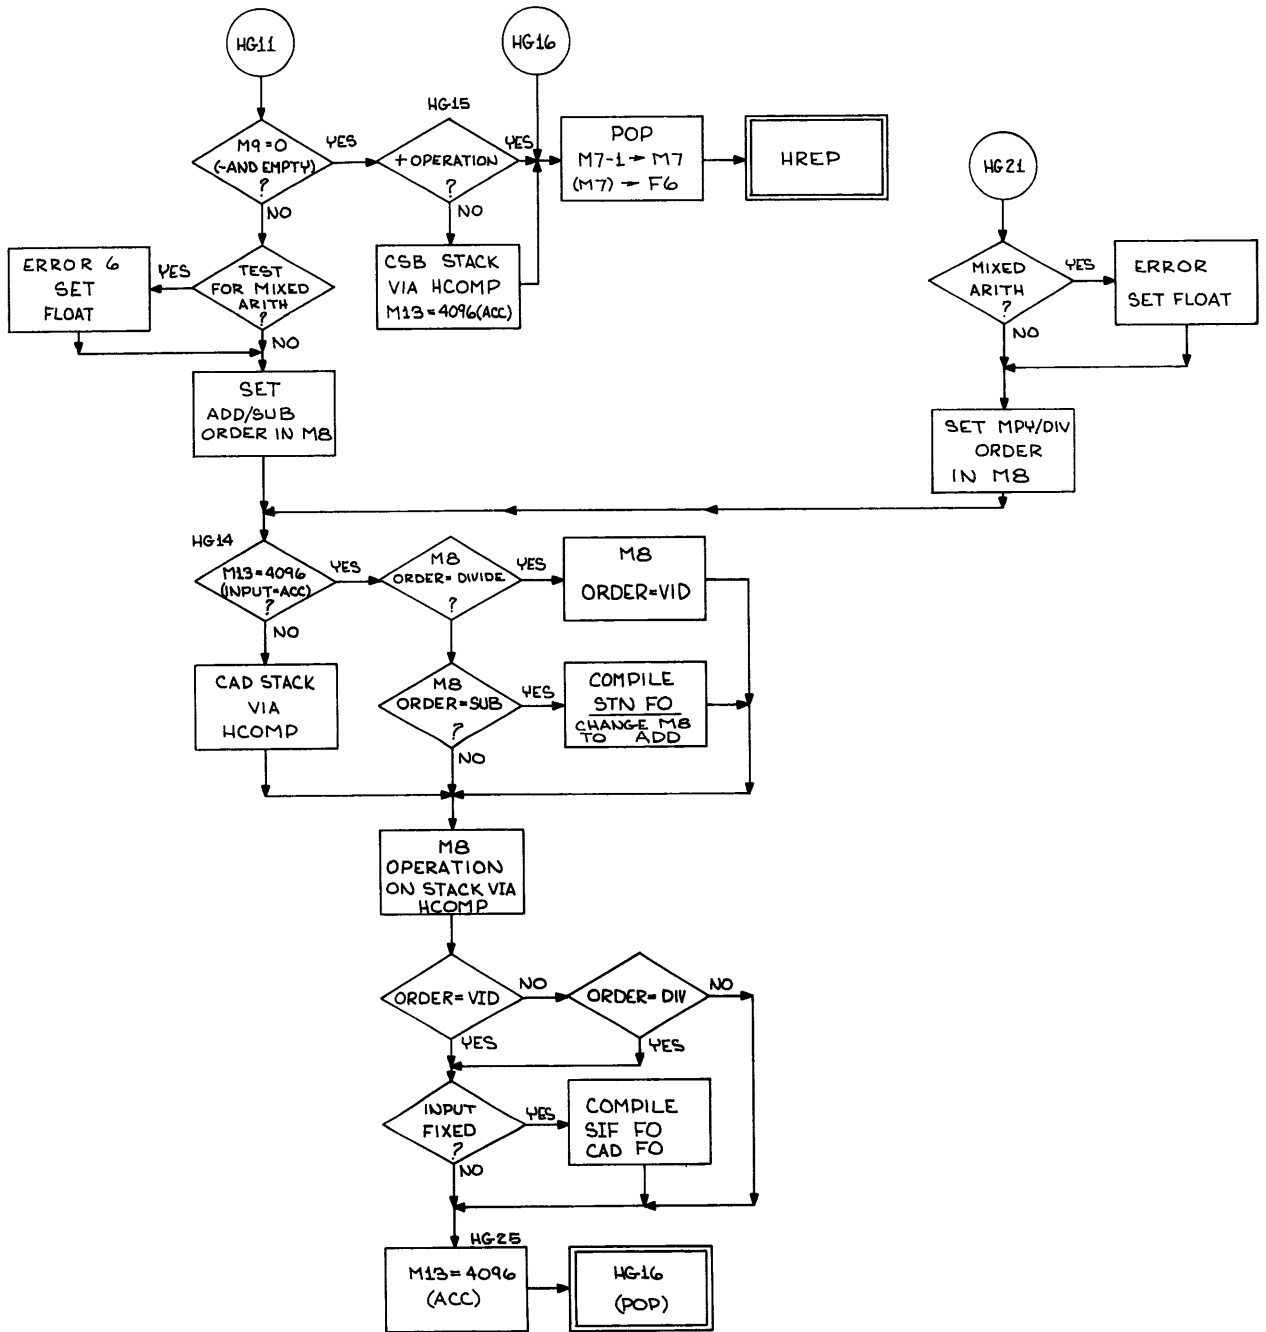 HG11
HG16
HG15
M9=0
(-AND EMPTY)
?
YES
NO
+ OPERATION
?
YES
NO
POP
M7-1→M7
(M7)→F6
HREP
HG21
ERROR 6
SET
FLOAT
YES
TEST
FOR MIXED
ARITH
?
NO
CSB STACK
VIA HCOMP
M13=4096(ACC)
MIXED
ARITH
?
YES
NO
ERROR
SET FLOAT
SET
ADD/SUB
ORDER IN M8
SET MPY/DIV
ORDER
IN M8
HG14
M13=4096
(INPUT=ACC)
?
YES
NO
M8
ORDER=DIVIDE
?
YES
M8
ORDER=VID
CAD STACK
VIA
HCOMP
M8
ORDER=SUB
?
YES
NO
COMPILE
STN FO
CHANGE M8
TO ADD
M8
OPERATION
ON STACK VIA
HCOMP
ORDER=VID
NO
YES
ORDER=DIV
NO
YES
INPUT
FIXED
?
YES
NO
COMPILE
SIF FO
CAD FO
HG25
M13=4096
(ACC)
HG16
(POP)